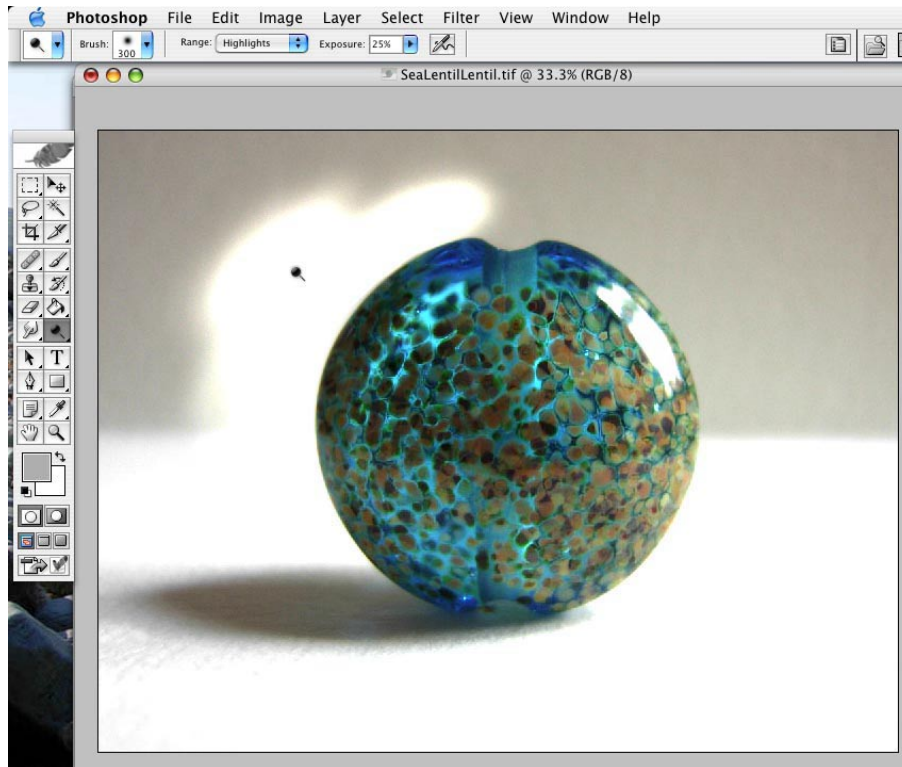 Photoshop File Edit Image Layer Select Filter View Window Help
Brush: 300 Range: Highlights Exposure: 25%
SeaLentilLentil.tif @ 33.3% (RGB/8)
T